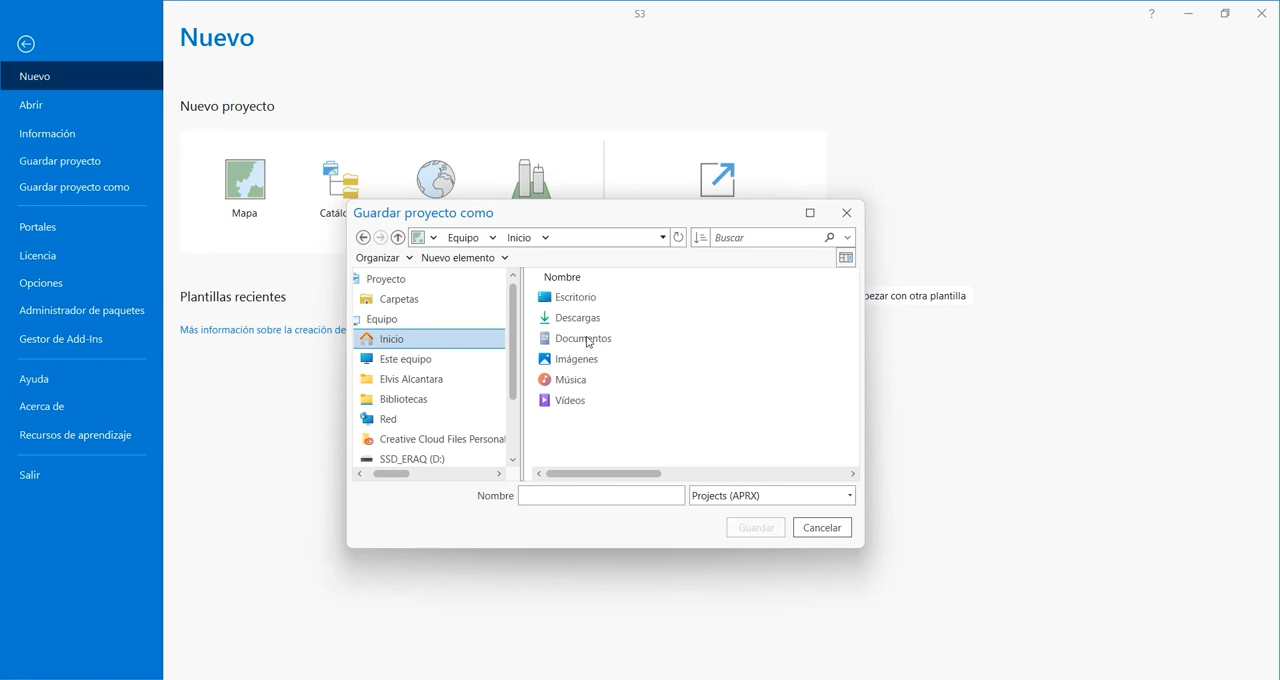 S3
?
Nuevo
Nuevo
Abrir
Información
Guardar proyecto
Guardar proyecto como
Portales
Licencia
Opciones
Administrador de paquetes
Gestor de Add-Ins
Ayuda
Acerca de
Recursos de aprendizaje
Salir
Nuevo proyecto
Mapa
Catálo
Plantillas recientes
Más información sobre la creación de
pezar con otra plantilla
Guardar proyecto como
Equipo Inicio
Buscar
Organizar Nuevo elemento
Proyecto
Carpetas
Equipo
Inicio
Este equipo
Elvis Alcantara
Bibliotecas
Red
Creative Cloud Files Personal
SSD_ERAQ (D:)
Nombre
Escritorio
Descargas
Documentos
Imágenes
Música
Vídeos
Nombre
Projects (APRX)
Guardar
Cancelar